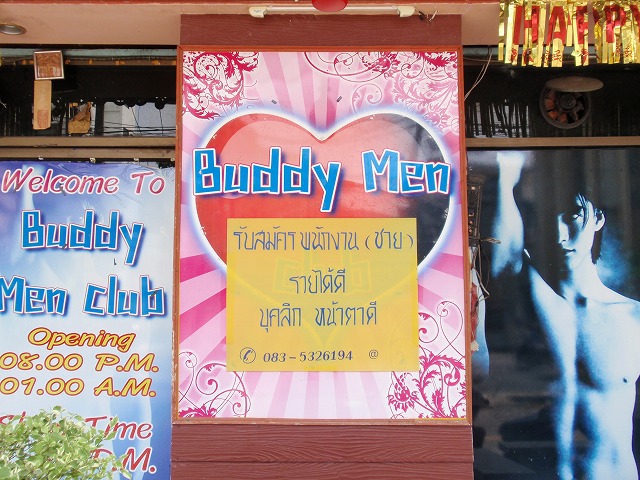 HAPPY
Buddy Men
รับสมัคร พนักงาน (ชาย)
รายได้ดี
บุคลิก หน้าตาดี
✆ 083-5326194 @
Welcome To
Buddy
Men club
Opening
08.00 P.M.
01.00 A.M.
Show Time
P.M.